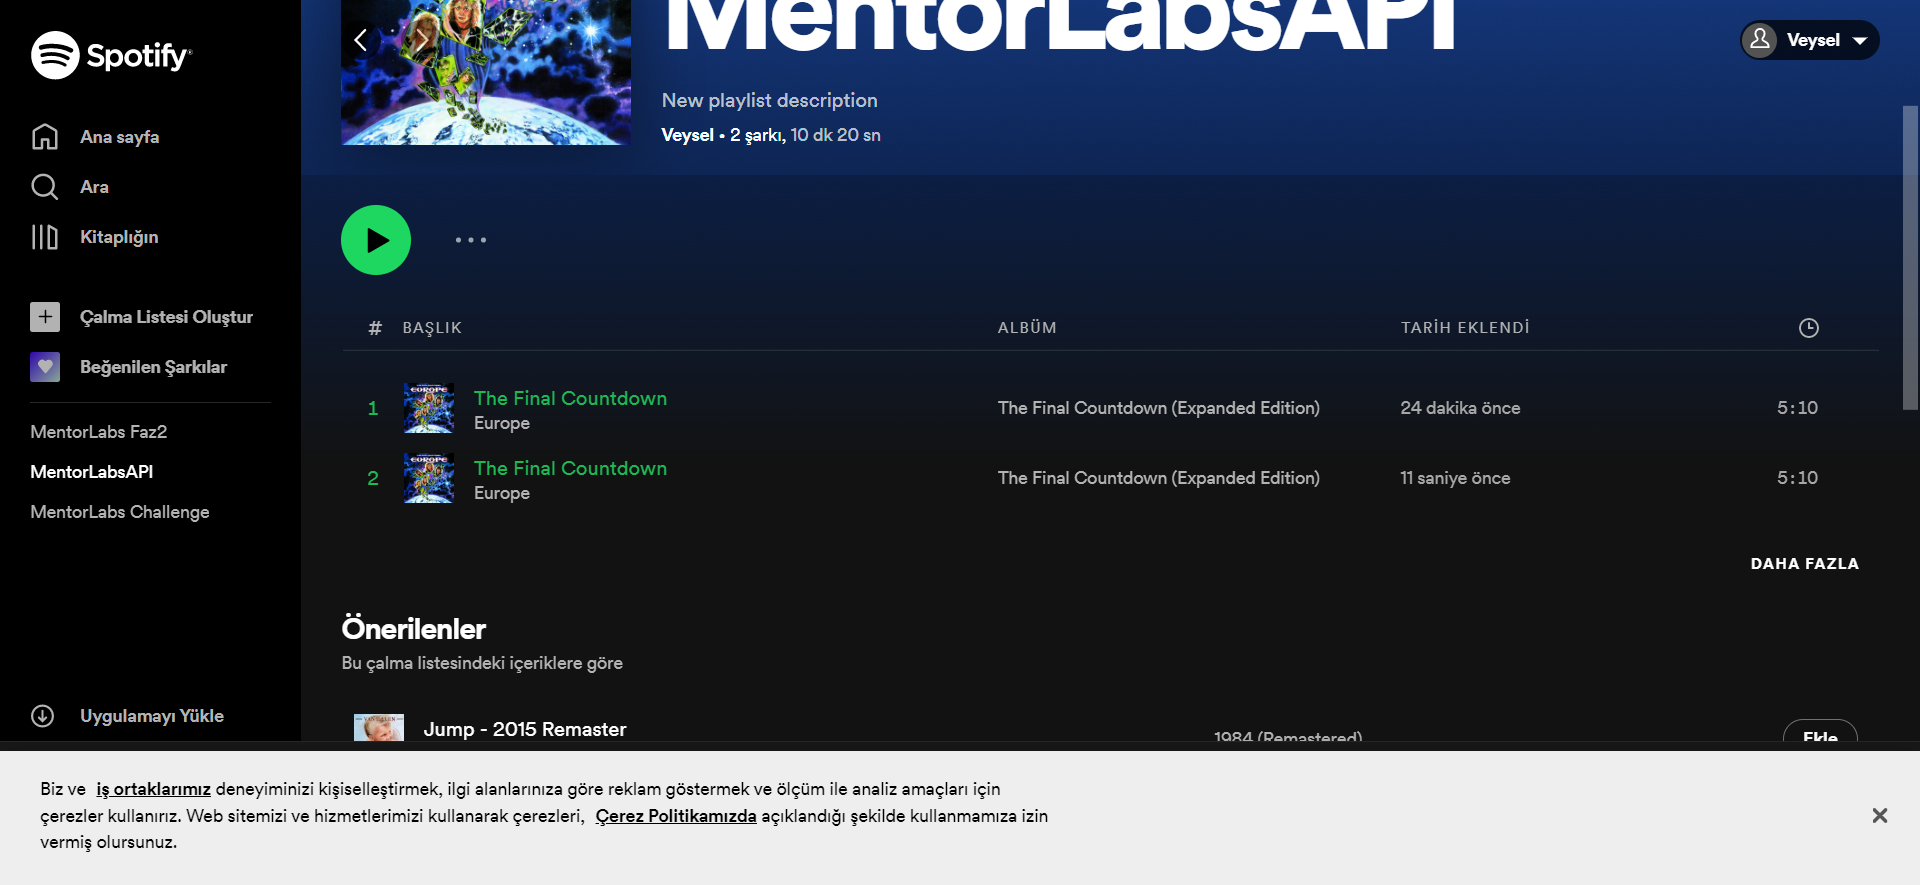 Spotify
Ana sayfa
Ara
Kitaplığın
Çalma Listesi Oluştur
Beğenilen Şarkılar
MentorLabs Faz2
MentorLabsAPI
MentorLabs Challenge
Uygulamayı Yükle
MentorLabsAPI
Veysel
New playlist description
Veysel • 2 şarkı, 10 dk 20 sn
# BAŞLIK ALBÜM TARİH EKLENDİ
1 The Final Countdown The Final Countdown (Expanded Edition) 24 dakika önce 5:10
EUROPE
Europe
2 The Final Countdown The Final Countdown (Expanded Edition) 11 saniye önce 5:10
EUROPE
Europe
DAHA FAZLA
Önerilenler
Bu çalma listesindeki içeriklere göre
VAN HALEN
Jump - 2015 Remaster
1984 (Remastered)
Ekle
Biz ve iş ortaklarımız deneyiminizi kişiselleştirmek, ilgi alanlarınıza göre reklam göstermek ve ölçüm ile analiz amaçları için
çerezler kullanırız. Web sitemizi ve hizmetlerimizi kullanarak çerezleri, Çerez Politikamızda açıklandığı şekilde kullanmamıza izin
vermiş olursunuz.